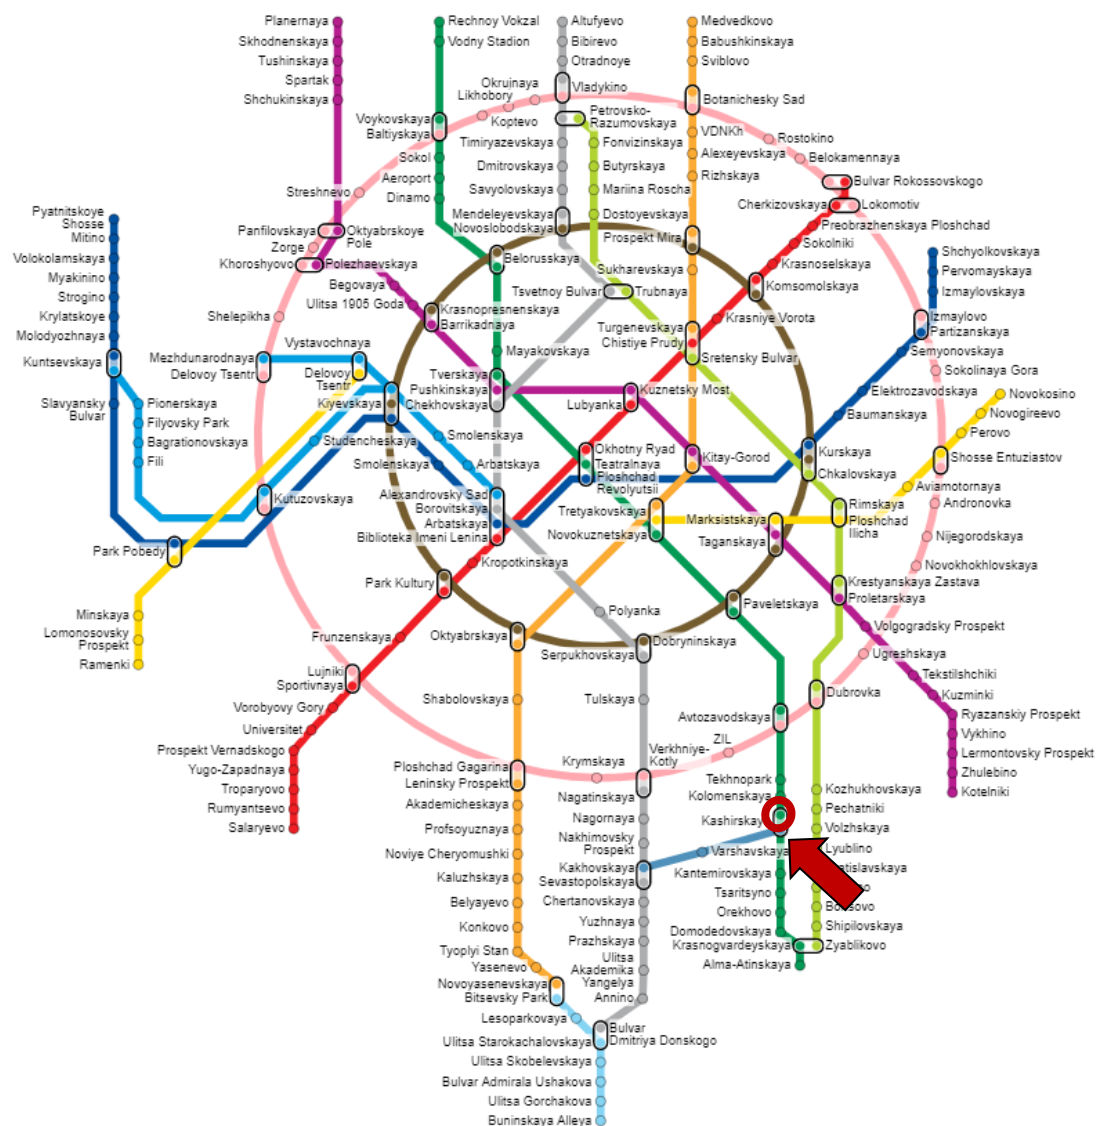 Planernaya
Skhodnenskaya
Tushinskaya
Spartak
Shchukinskaya
Rechnoy Vokzal
Vodny Stadion
Altufyevo
Bibirevo
Otradnoye
Medvedkovo
Babushkinskaya
Sviblovo
Okrujnaya
Likhobory
Koptevo
Vladykino
Botanichesky Sad
Voykovskaya
Baltiyskaya
Petrovsko-
Razumovskaya
Sokol
Aeroport
Dinamo
Timiryazevskaya
Dmitrovskaya
Savyolovskaya
Mendeleyevskaya
Novoslobodskaya
Fonvizinskaya
Butyrskaya
Mariina Roscha
Dostoyevskaya
VDNKh
Alexeyevskaya
Rizhskaya
Rostokino
Belokamennaya
Bulvar Rokossovskogo
Cherkizovskaya
Lokomotiv
Preobrazhenskaya Ploshchad
Sokolniki
Krasnoselskaya
Komsomolskaya
Streshnevo
Panfilovskaya
Oktyabrskoye
Pole
Zorge
Khoroshyovo
Polezhaevskaya
Begovaya
Ulitsa 1905 Goda
Shelepikha
Krasnopresnenskaya
Barrikadnaya
Belorusskaya
Prospekt Mira
Sukharevskaya
Tsvetnoy Bulvar
Trubnaya
Krasniye Vorota
Turgenevskaya
Chistiye Prudy
Sretensky Bulvar
Pyatnitskoye
Shosse
Mitino
Volokolamskaya
Myakinino
Strogino
Krylatskoye
Molodyozhnaya
Kuntsevskaya
Slavyansky
Bulvar
Pionerskaya
Filyovsky Park
Bagrationovskaya
Fili
Mezhdunarodnaya
Delovoy Tsentr
Vystavochnaya
Delovoy
Tsentr
Kiyevskaya
Studencheskaya
Kutuzovskaya
Park Pobedy
Minskaya
Lomonosovsky
Prospekt
Ramenki
Mayakovskaya
Tverskaya
Pushkinskaya
Chekhovskaya
Kuznetsky Most
Lubyanka
Smolenskaya
Smolenskaya
Arbatskaya
Alexandrovsky Sad
Borovitskaya
Arbatskaya
Biblioteka Imeni Lenina
Okhotny Ryad
Teatralnaya
Ploshchad
Revolyutsii
Kitay-Gorod
Tretyakovskaya
Novokuznetskaya
Marksistskaya
Taganskaya
Kurskaya
Chkalovskaya
Rimskaya
Ploshchad
Ilicha
Shchyolkovskaya
Pervomayskaya
Izmaylovskaya
Izmaylovo
Partizanskaya
Semyonovskaya
Sokolinaya Gora
Elektrozavodskaya
Baumanskaya
Novokosino
Novogireevo
Perovo
Shosse Entuziastov
Aviamotornaya
Andronovka
Nijegorodskaya
Novokhokhlovskaya
Krestyanskaya Zastava
Proletarskaya
Volgogradsky Prospekt
Ugreshskaya
Tekstilshchiki
Kuzminki
Ryazanskiy Prospekt
Vykhino
Lermontovsky Prospekt
Zhulebino
Kotelniki
Kropotkinskaya
Park Kultury
Frunzenskaya
Lujniki
Sportivnaya
Vorobyovy Gory
Universitet
Prospekt Vernadskogo
Yugo-Zapadnaya
Troparyovo
Rumyantsevo
Salaryevo
Oktyabrskaya
Polyanka
Dobryninskaya
Serpukhovskaya
Paveletskaya
Shabolovskaya
Tulskaya
Ploshchad Gagarina
Leninsky Prospekt
Krymskaya
Verkhniye-
Kotly
ZIL
Avtozavodskaya
Dubrovka
Akademicheskaya
Profsoyuznaya
Noviye Cheryomushki
Kaluzhskaya
Belyayevo
Konkovo
Tyoplyi Stan
Yasenevo
Novoyasenevskaya
Bitsevsky Park
Lesoparkovaya
Nagatinskaya
Nagornaya
Nakhimovsky
Prospekt
Kakhovskaya
Sevastopolskaya
Chertanovskaya
Yuzhnaya
Prazhskaya
Ulitsa
Akademika
Yangelya
Annino
Bulvar
Dmitriya Donskogo
Ulitsa Starokachalovskaya
Ulitsa Skobelevskaya
Bulvar Admirala Ushakova
Ulitsa Gorchakova
Buninskaya Alleya
Tekhnopark
Kolomenskaya
Varshavskaya
Kantemirovskaya
Tsaritsyno
Orekhovo
Domodedovskaya
Krasnogvardeyskaya
Alma-Atinskaya
Kozhukhovskaya
Pechatniki
Volzhskaya
Lyublino
Shipilovskaya
Zyablikovo